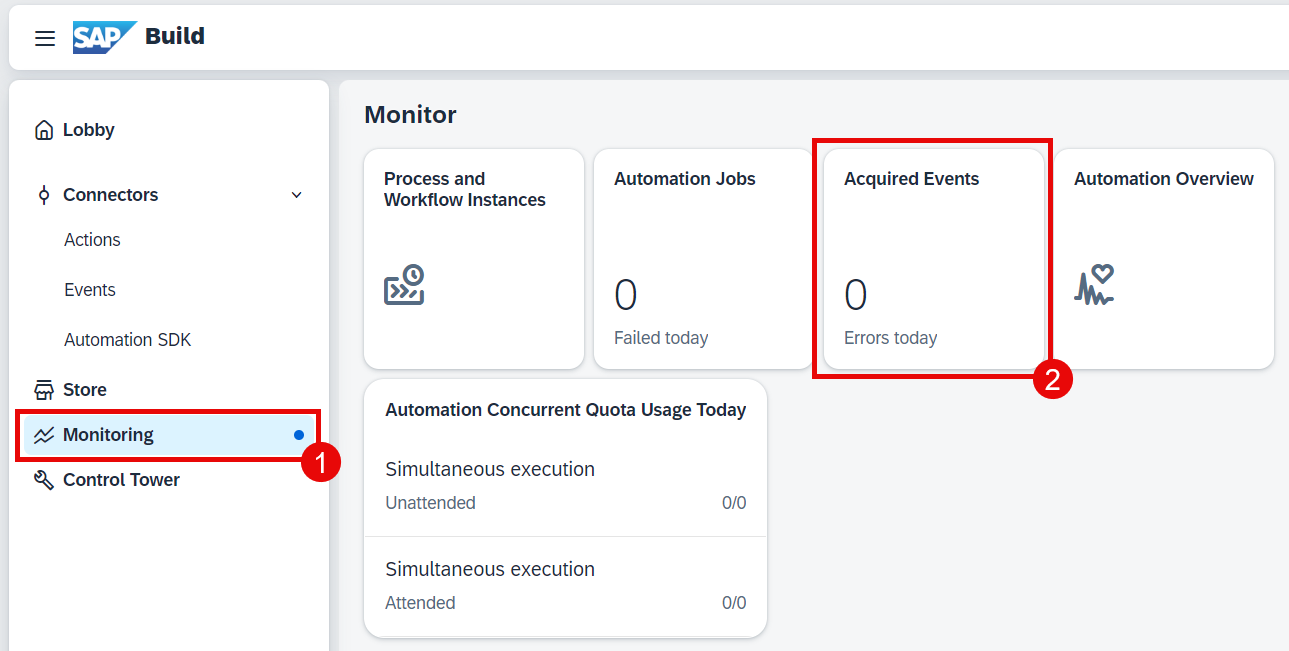 SAP Build
Lobby
Connectors
Actions
Events
Automation SDK
Store
Monitoring
1
Control Tower
Monitor
Process and
Workflow Instances
Automation Jobs
0
Failed today
Acquired Events
0
Errors today
2
Automation Overview
Automation Concurrent Quota Usage Today
Simultaneous execution
Unattended 0/0
Simultaneous execution
Attended 0/0